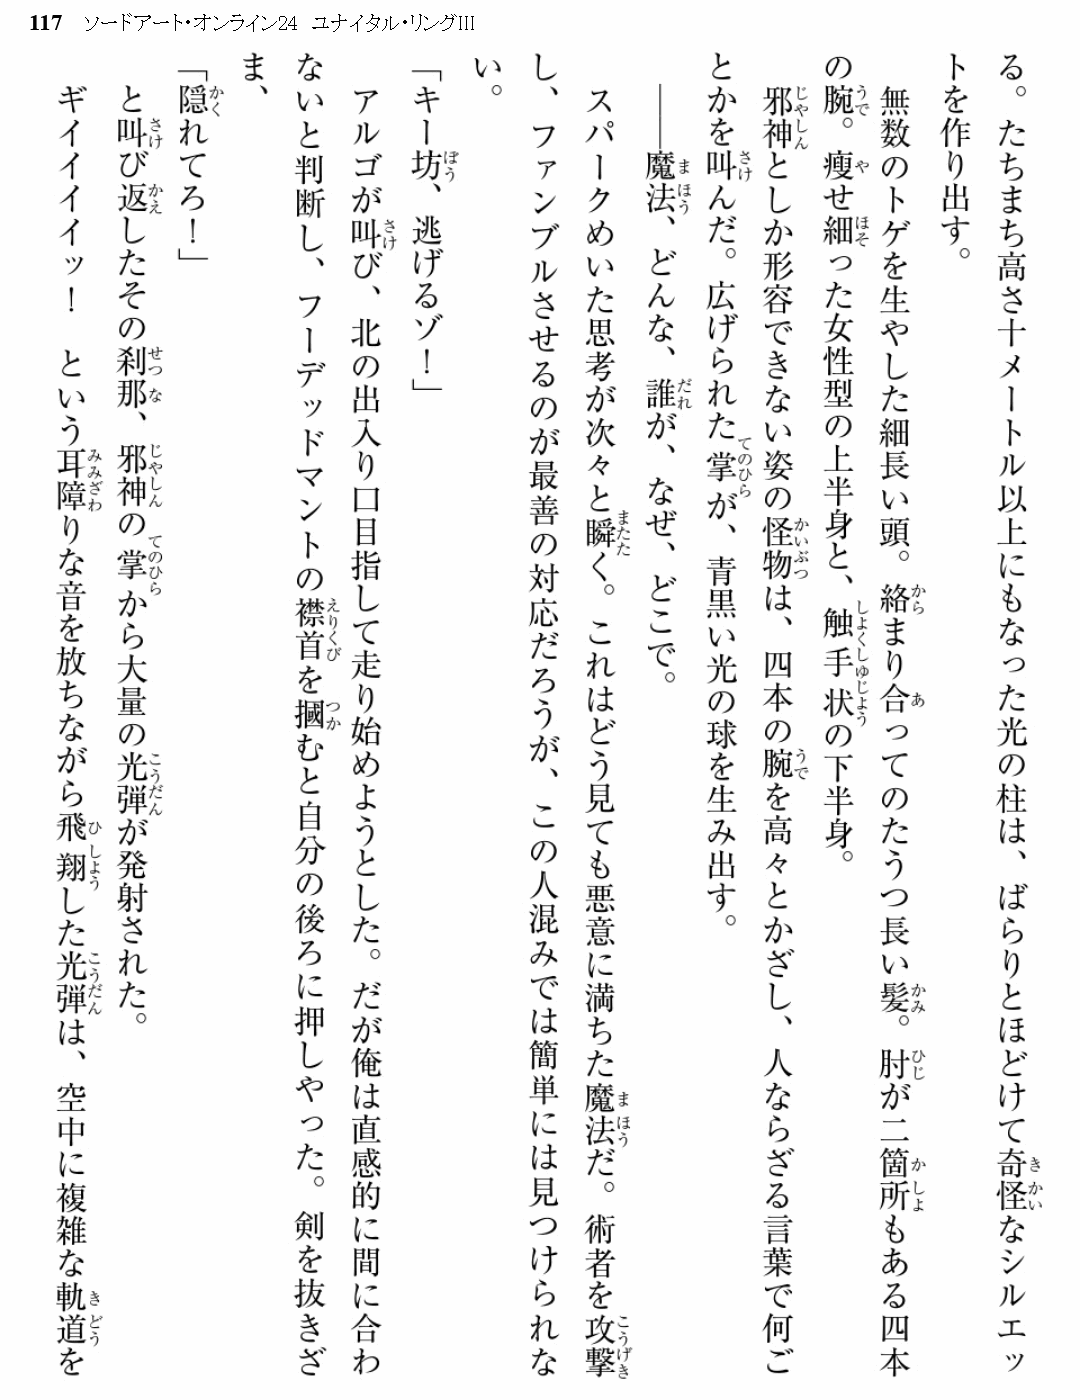 117 ソードアート・オンライン24 ユナイタル・リングIII
る。たちまち高さ十メートル以上にもなった光の柱は、ばらりとほどけて奇怪なシルエッ
トを作り出す。
無数のトゲを生やした細長い頭。絡まり合ってのたうつ長い髪。肘が二箇所もある四本
の腕。痩せ細った女性型の上半身と、触手状の下半身。
邪神としか形容できない姿の怪物は、四本の腕を高々とかざし、人ならざる言葉で何ご
とかを叫んだ。広げられた掌が、青黒い光の球を生み出す。
――魔法、どんな、誰が、なぜ、どこで。
スパークめいた思考が次々と瞬く。これはどう見ても悪意に満ちた魔法だ。術者を攻撃
し、ファンブルさせるのが最善の対応だろうが、この人混みでは簡単には見つけられな
い。
「キー坊、逃げるゾ！」
アルゴが叫び、北の出入り口目指して走り始めようとした。だが俺は直感的に間に合わ
ないと判断し、フーデッドマントの襟首を摑むと自分の後ろに押しやった。剣を抜きざ
ま、
「隠れてろ！」
と叫び返したその刹那、邪神の掌から大量の光弾が発射された。
ギイイイイッ！　という耳障りな音を放ちながら飛翔した光弾は、空中に複雑な軌道を